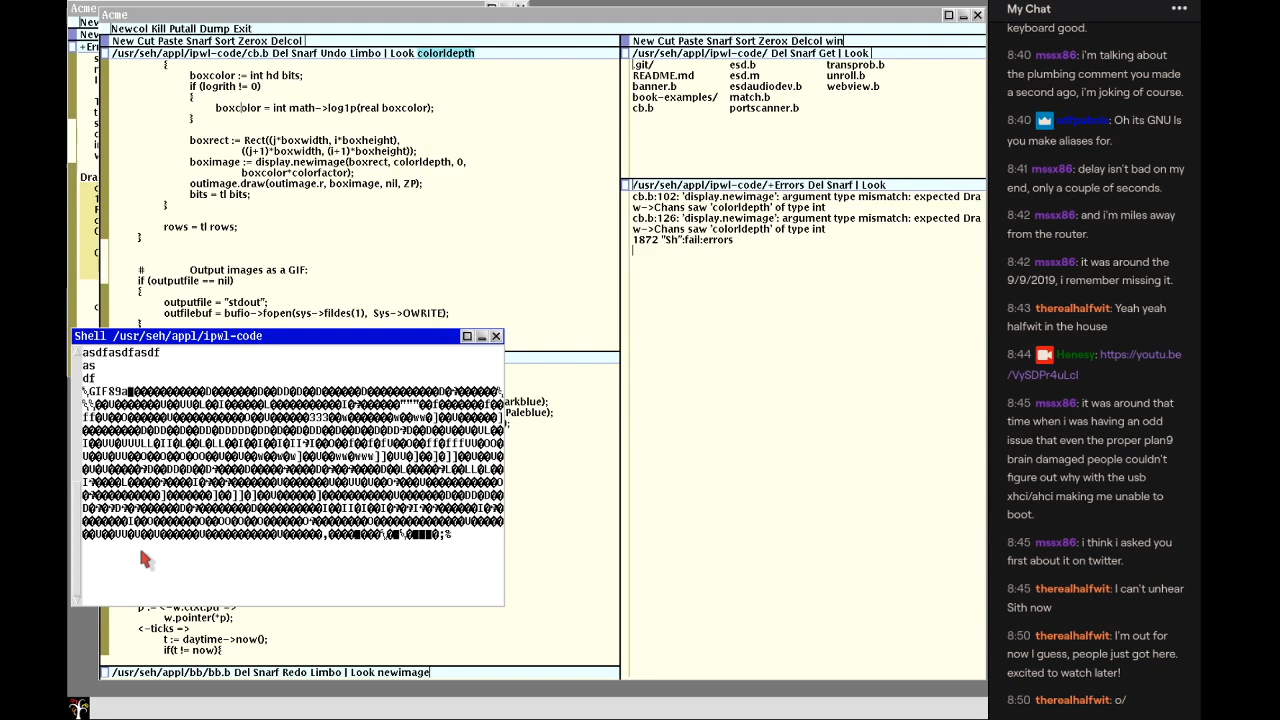 Acme
Acme
Newcol Kill Putall Dump Exit
New Cut Paste Snarf Sort Zerox Delcol
/usr/seh/appl/ipwl-code/cb.b Del Snarf Undo Limbo | Look colorldepth
{
boxcolor := int hd bits;
if (logrith != 0)
{
boxcolor = int math->log1p(real boxcolor);
}
boxrect := Rect((j*boxwidth, i*boxheight),
((j+1)*boxwidth, (i+1)*boxheight));
boximage := display.newimage(boxrect, colorldepth, 0,
boxcolor*colorfactor);
outimage.draw(outimage.r, boximage, nil, ZP);
bits = tl bits;
}
rows = tl rows;
}
# Output images as a GIF:
if (outputfile == nil)
{
outputfile = "stdout";
outfilebuf = bufio->fopen(sys->fildes(1), Sys->OWRITE);
}
Shell /usr/seh/appl/ipwl-code
asdfasdfasdf
as
df
arkblue);
Paleblue);
p := <-w.ctxt.ptr =>
w.pointer(*p);
<-ticks =>
t := daytime->now();
if(t != now){
/usr/seh/appl/bb/bb.b Del Snarf Redo Limbo | Look newimage
New Cut Paste Snarf Sort Zerox Delcol win
/usr/seh/appl/ipwl-code/ Del Snarf Get | Look
.git/ esd.b transprob.b
README.md esd.m unroll.b
banner.b esdaudiodev.b webview.b
book-examples/ match.b
cb.b portscanner.b
/usr/seh/appl/ipwl-code/+Errors Del Snarf | Look
cb.b:102: 'display.newimage': argument type mismatch: expected Dra
w->Chans saw 'colorldepth' of type int
cb.b:126: 'display.newimage': argument type mismatch: expected Dra
w->Chans saw 'colorldepth' of type int
1872 "Sh":fail:errors
My Chat
keyboard good.
8:40 mssx86: i'm talking about
the plumbing comment you made
a second ago, i'm joking of course.
8:40 : Oh its GNU ls
you make aliases for.
8:41 mssx86: delay isn't bad on my
end, only a couple of seconds.
8:42 mssx86: and i'm miles away
from the router.
8:42 mssx86: it was around the
9/9/2019, i remember missing it.
8:43 therealhalfwit: Yeah yeah
halfwit in the house
8:44 Henesy: https://youtu.be
/VySDPr4uLcI
8:45 mssx86: it was around that
time when i was having an odd
issue that even the proper plan9
brain damaged people couldn't
figure out why with the usb
xhci/ahci making me unable to
boot.
8:45 mssx86: i think i asked you
first about it on twitter.
8:45 therealhalfwit: I can't unhear
Sith now
8:50 therealhalfwit: I'm out for
now I guess, people just got here.
excited to watch later!
8:50 therealhalfwit: o/